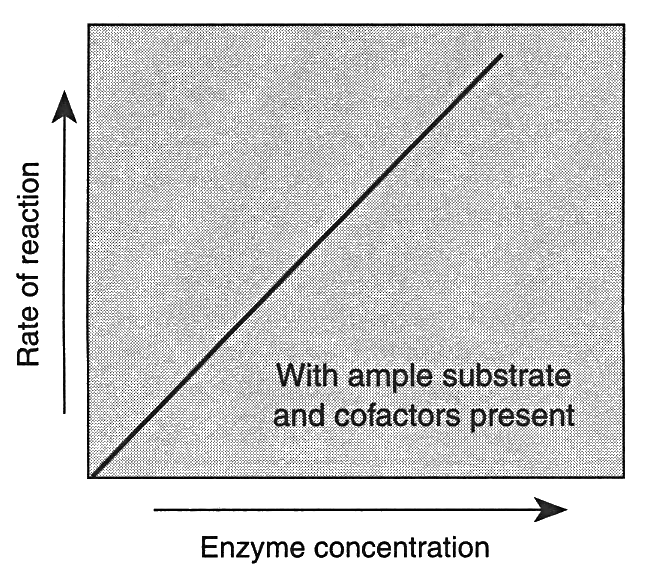 Rate of reaction
With ample substrate
and cofactors present
Enzyme concentration